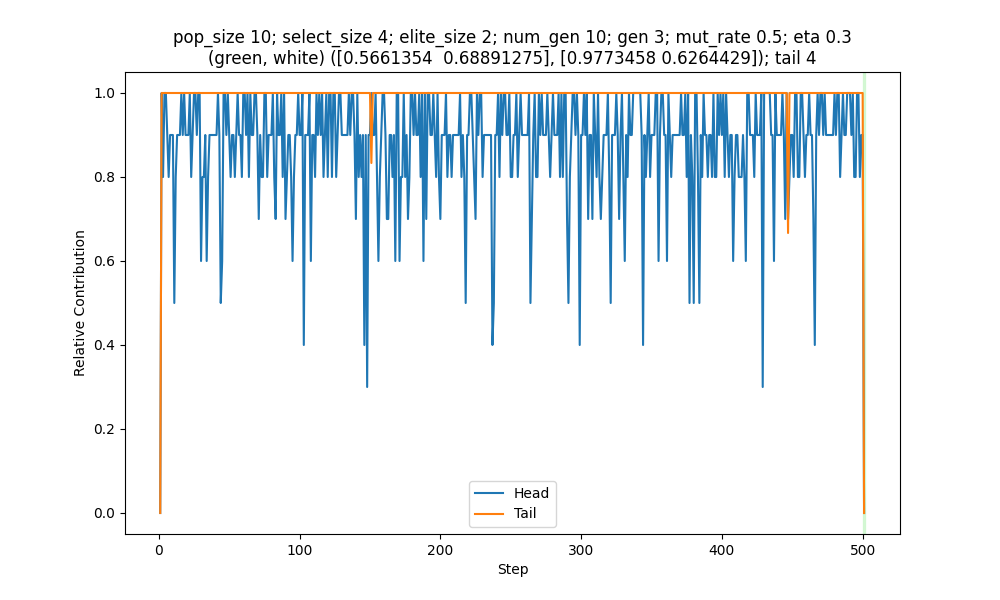 pop_size 10; select_size 4; elite_size 2; num_gen 10; gen 3; mut_rate 0.5; eta 0.3
(green, white) ([0.5661354  0.68891275], [0.9773458 0.6264429]); tail 4
1.0
0.8
0.6
0.4
0.2
0.0
Relative Contribution
Head
Tail
0
100
200
300
400
500
Step